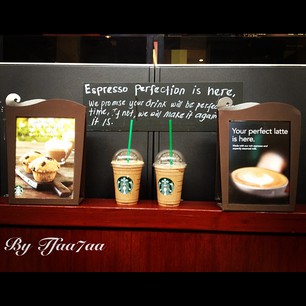 Espresso Perfection is here,
We promise your drink will be perfect
time, If not, we will make it again
It is.
Your perfect latte
is here.
By Tfaa7aa